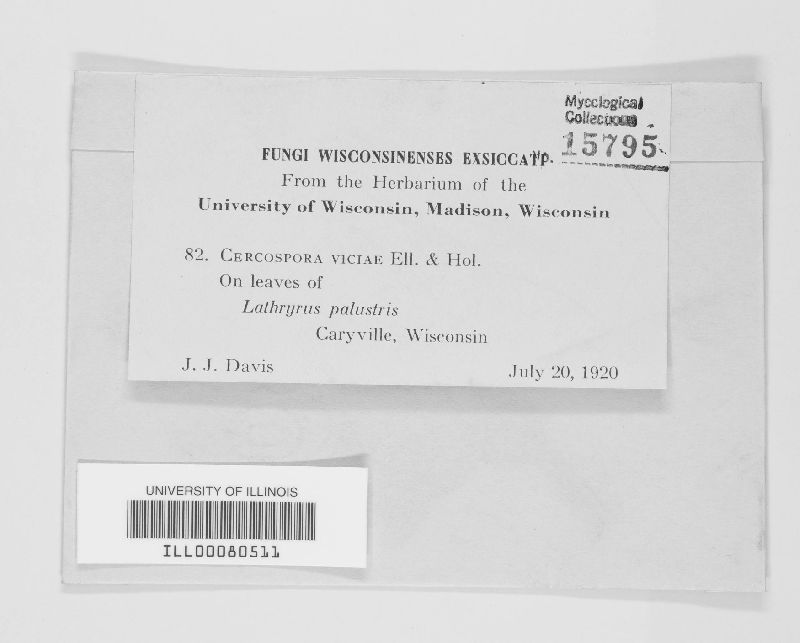 Mycological
Collections
15795
FUNGI WISCONSINENSES EXSICCATI
From the Herbarium of the
University of Wisconsin, Madison, Wisconsin
82. CERCOSPORA VICIAE Ell. & Hol.
On leaves of
Lathryrus palustris
Caryville, Wisconsin
J. J. Davis July 20, 1920
UNIVERSITY OF ILLINOIS
ILL00080511